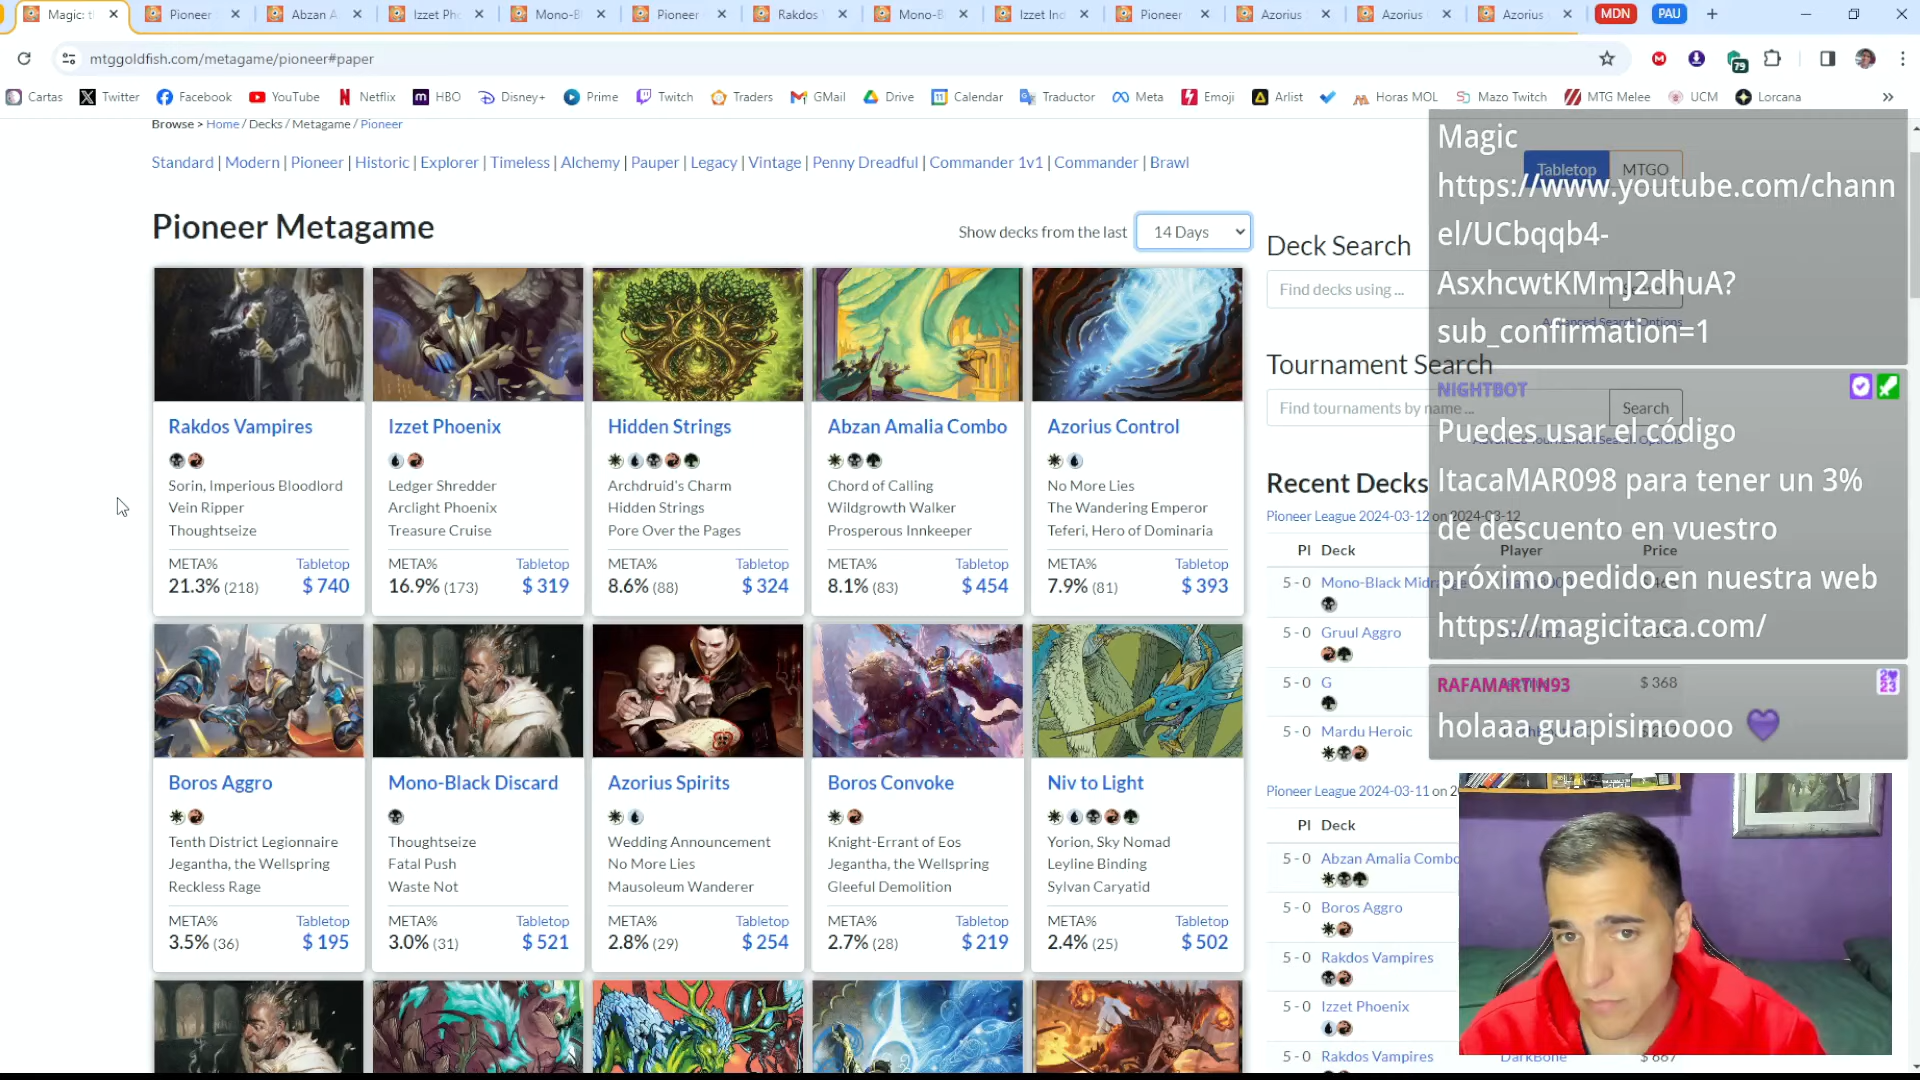 Magic: t
Pioneer
Abzan A
Izzet Pho
Mono-B
Pioneer
Rakdos
Mono-B
Izzet Ind
Pioneer
Azorius
Azorius
Azorius
MDN
PAU
mtggoldfish.com/metagame/pioneer#paper
79
Cartas
Twitter
Facebook
YouTube
Netflix
HBO
Disney+
Prime
Twitch
Traders
GMail
Drive
Calendar
Traductor
Meta
Emoji
Arlist
Horas MOL
Mazo Twitch
MTG Melee
UCM
Lorcana
Browse > Home / Decks / Metagame / Pioneer
Standard | Modern | Pioneer | Historic | Explorer | Timeless | Alchemy | Pauper | Legacy | Vintage | Penny Dreadful | Commander 1v1 | Commander | Brawl
Tabletop MTGO
Pioneer Metagame
Show decks from the last 14 Days
Rakdos Vampires
Sorin, Imperious Bloodlord
Vein Ripper
Thoughtseize
META% Tabletop
21.3% (218) $ 740
Izzet Phoenix
Ledger Shredder
Arclight Phoenix
Treasure Cruise
META% Tabletop
16.9% (173) $ 319
Hidden Strings
Archdruid's Charm
Hidden Strings
Pore Over the Pages
META% Tabletop
8.6% (88) $ 324
Abzan Amalia Combo
Chord of Calling
Wildgrowth Walker
Prosperous Innkeeper
META% Tabletop
8.1% (83) $ 454
Azorius Control
No More Lies
The Wandering Emperor
Teferi, Hero of Dominaria
META% Tabletop
7.9% (81) $ 393
Boros Aggro
Tenth District Legionnaire
Jegantha, the Wellspring
Reckless Rage
META% Tabletop
3.5% (36) $ 195
Mono-Black Discard
Thoughtseize
Fatal Push
Waste Not
META% Tabletop
3.0% (31) $ 521
Azorius Spirits
Wedding Announcement
No More Lies
Mausoleum Wanderer
META% Tabletop
2.8% (29) $ 254
Boros Convoke
Knight-Errant of Eos
Jegantha, the Wellspring
Gleeful Demolition
META% Tabletop
2.7% (28) $ 219
Niv to Light
Yorion, Sky Nomad
Leyline Binding
Sylvan Caryatid
META% Tabletop
2.4% (25) $ 502
Deck Search
Find decks using ...
Advanced Search Options
Tournament Search
Find tournaments by name ... Search
Advanced Tournament Search Options
Recent Decks
Pioneer League 2024-03-12 on 2024-03-12
Pl Deck Player Price
5 - 0 Mono-Black Midrange
5 - 0 Gruul Aggro
5 - 0 G $ 368
5 - 0 Mardu Heroic
Pioneer League 2024-03-11 on 2
Pl Deck
5 - 0 Abzan Amalia Combo
5 - 0 Boros Aggro
5 - 0 Rakdos Vampires
5 - 0 Izzet Phoenix
5 - 0 Rakdos Vampires DarkBone $ 667
Magic
https://www.youtube.com/chann
el/UCbqqb4-
AsxhcwtKMmJ2dhuA?
sub_confirmation=1
NIGHTBOT
Puedes usar el código
ItacaMAR098 para tener un 3%
de descuento en vuestro
próximo pedido en nuestra web
https://magicitaca.com/
RAFAMARTIN93
holaaa guapisimoooo